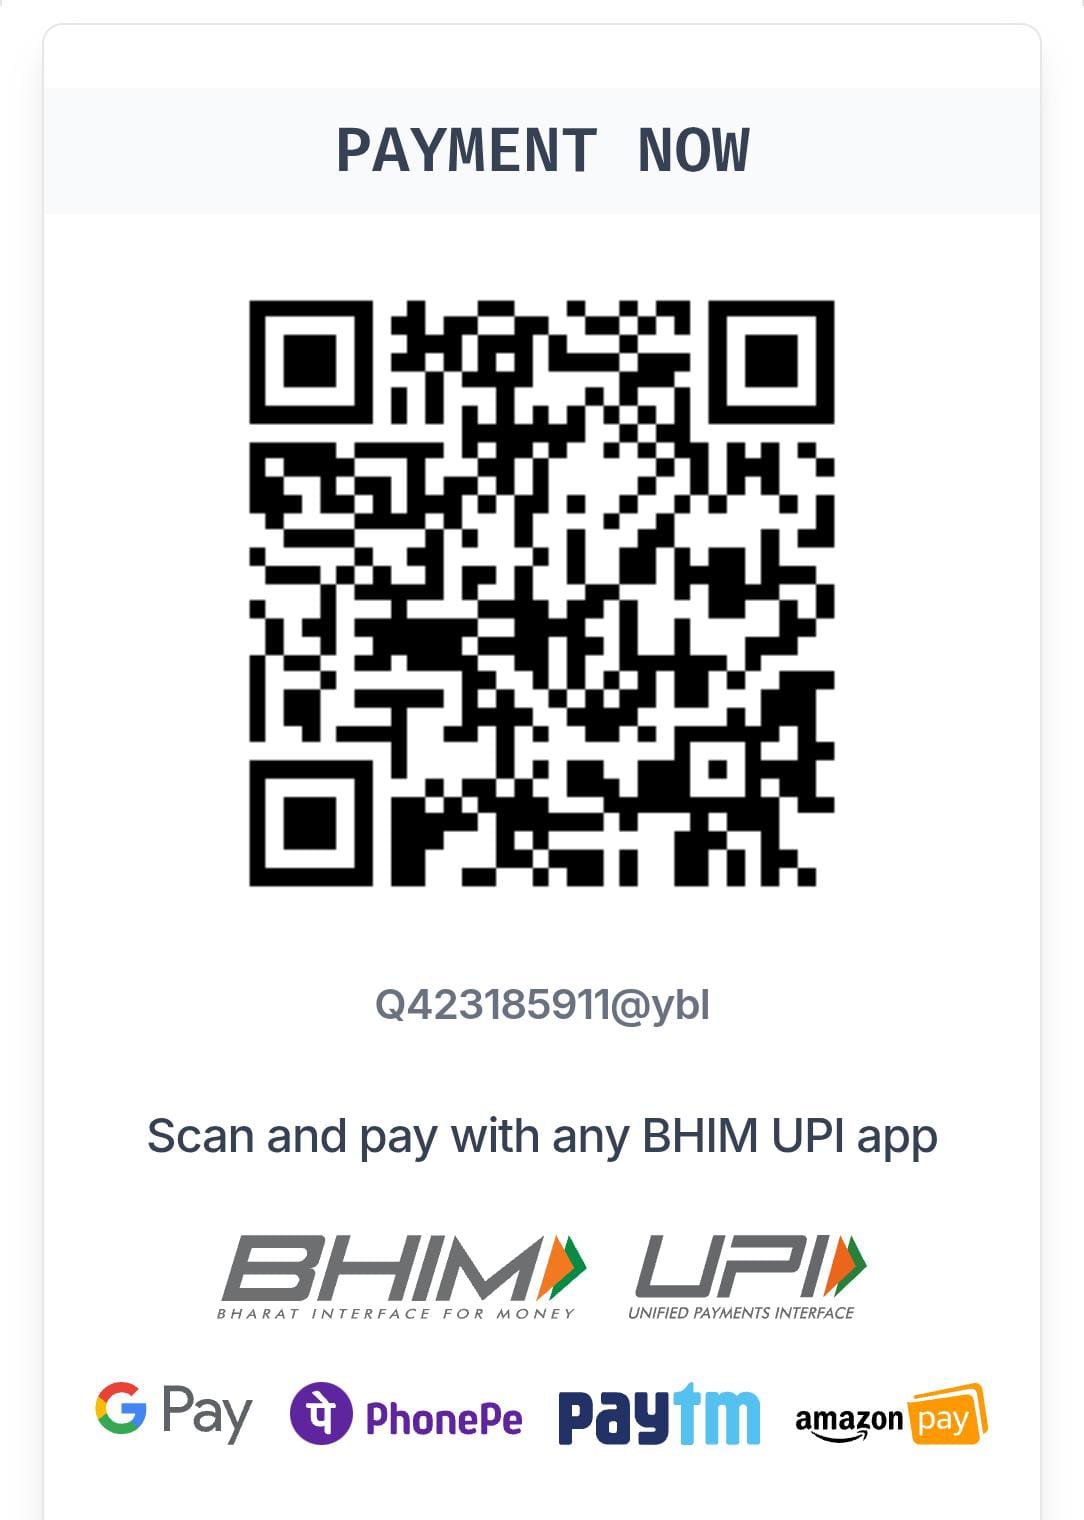 PAYMENT NOW
Q423185911@ybl
Scan and pay with any BHIM UPI app
BHIM UPI
BHARAT INTERFACE FOR MONEY UNIFIED PAYMENTS INTERFACE
G Pay पे PhonePe paytm amazon pay